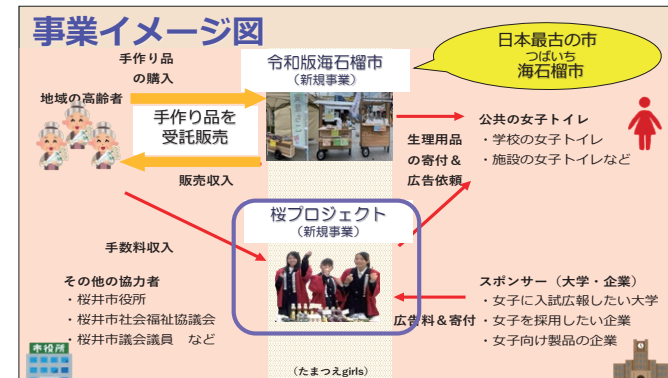 事業イメージ図
日本最古の市
つばいち
海石榴市
手作り品
の購入
令和版海石榴市
(新規事業)
地域の高齢者
手作り品を
受託販売
販売収入
生理用品
の寄付＆
広告依頼
公共の女子トイレ
・学校の女子トイレ
・施設の女子トイレなど
桜プロジェクト
(新規事業)
手数料収入
その他の協力者
・桜井市役所
・桜井市社会福祉協議会
・桜井市議会議員　など
広告料＆寄付
スポンサー（大学・企業）
・女子に入試広報したい大学
・女子を採用したい企業
・女子向け製品の企業
市役所
(たまつえgirls)